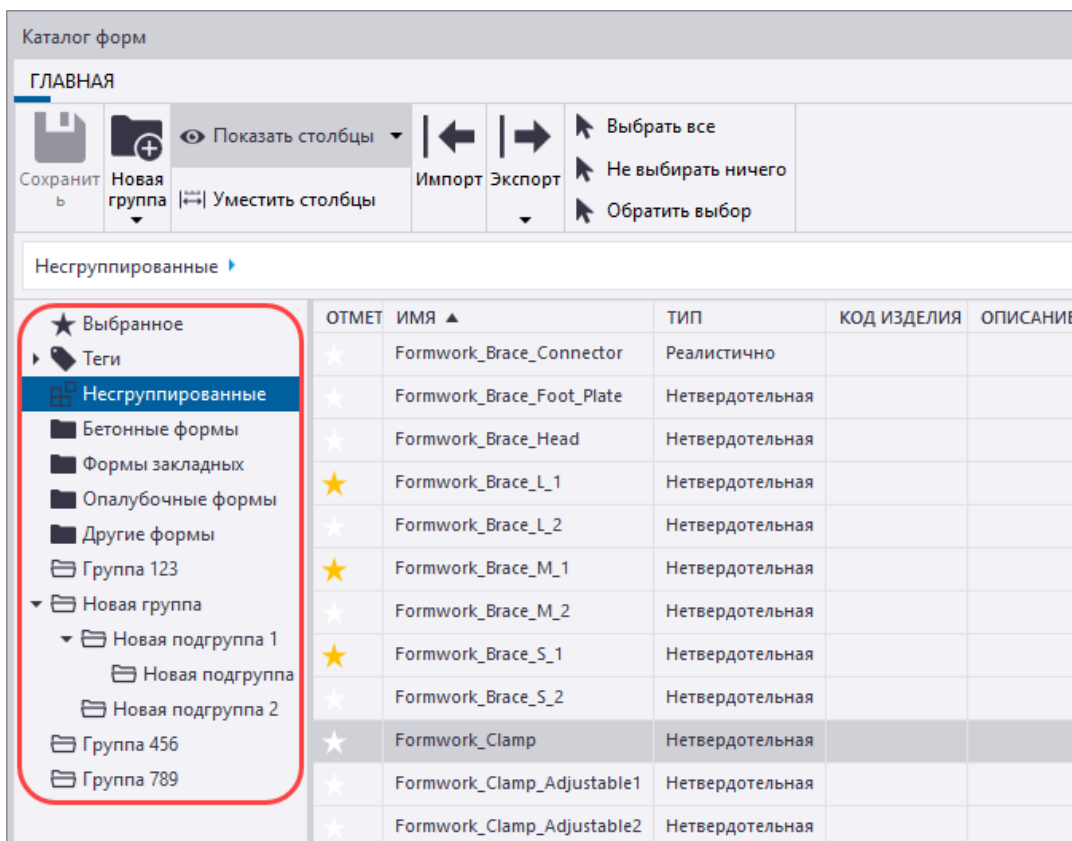 Каталог форм
ГЛАВНАЯ
Сохранит
ь
Новая
группа
Показать столбцы
Уместить столбцы
Импорт
Экспорт
Выбрать все
Не выбирать ничего
Обратить выбор
Несгруппированные
Выбранное
Теги
Несгруппированные
Бетонные формы
Формы закладных
Опалубочные формы
Другие формы
Группа 123
Новая группа
Новая подгруппа 1
Новая подгруппа
Новая подгруппа 2
Группа 456
Группа 789
ОТМЕТ ИМЯ ТИП КОД ИЗДЕЛИЯ ОПИСАНИЕ
Formwork_Brace_Connector Реалистично
Formwork_Brace_Foot_Plate Нетвердотельная
Formwork_Brace_Head Нетвердотельная
Formwork_Brace_L_1 Нетвердотельная
Formwork_Brace_L_2 Нетвердотельная
Formwork_Brace_M_1 Нетвердотельная
Formwork_Brace_M_2 Нетвердотельная
Formwork_Brace_S_1 Нетвердотельная
Formwork_Brace_S_2 Нетвердотельная
Formwork_Clamp Нетвердотельная
Formwork_Clamp_Adjustable1 Нетвердотельная
Formwork_Clamp_Adjustable2 Нетвердотельная